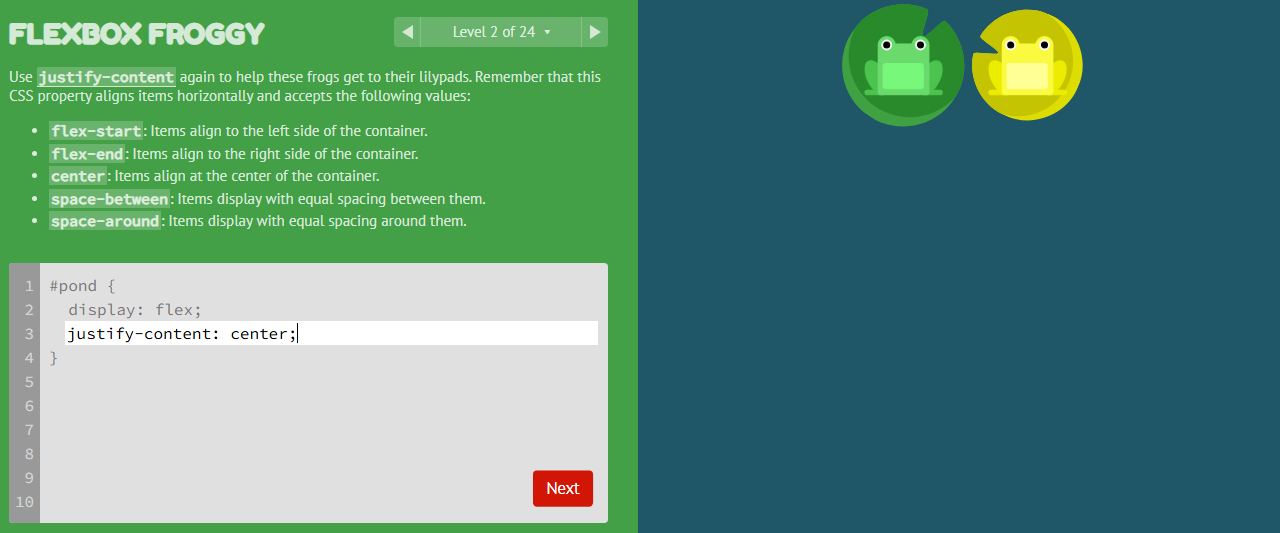 FLEXBOX FROGGY
Level 2 of 24
Use justify-content again to help these frogs get to their lilypads. Remember that this
CSS property aligns items horizontally and accepts the following values:
• flex-start: Items align to the left side of the container.
• flex-end: Items align to the right side of the container.
• center: Items align at the center of the container.
• space-between: Items display with equal spacing between them.
• space-around: Items display with equal spacing around them.
1 #pond {
2 display: flex;
3 justify-content: center;
4 }
5
6
7
8
9
10
Next